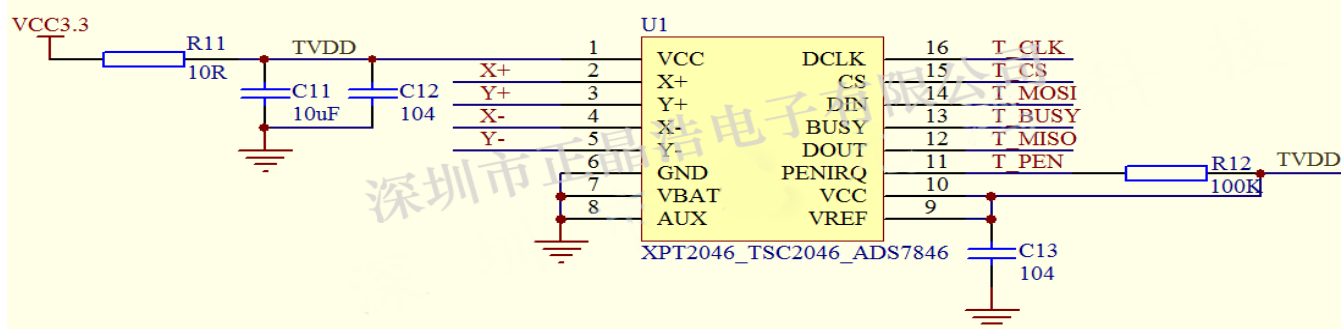 VCC3.3
R11
10R
TVDD
C11
10uF
C12
104
X+
Y+
X-
Y-
U1
1 VCC DCLK 16 T_CLK
2 X+ CS 15 T_CS
3 Y+ DIN 14 T_MOSI
4 X- BUSY 13 T_BUSY
5 Y- DOUT 12 T_MISO
6 GND PENIRQ 11 T_PEN
7 VBAT VCC 10
8 AUX VREF 9
XPT2046_TSC2046_ADS7846
R12
100K
TVDD
C13
104
深圳市正晶浩电子有限公司